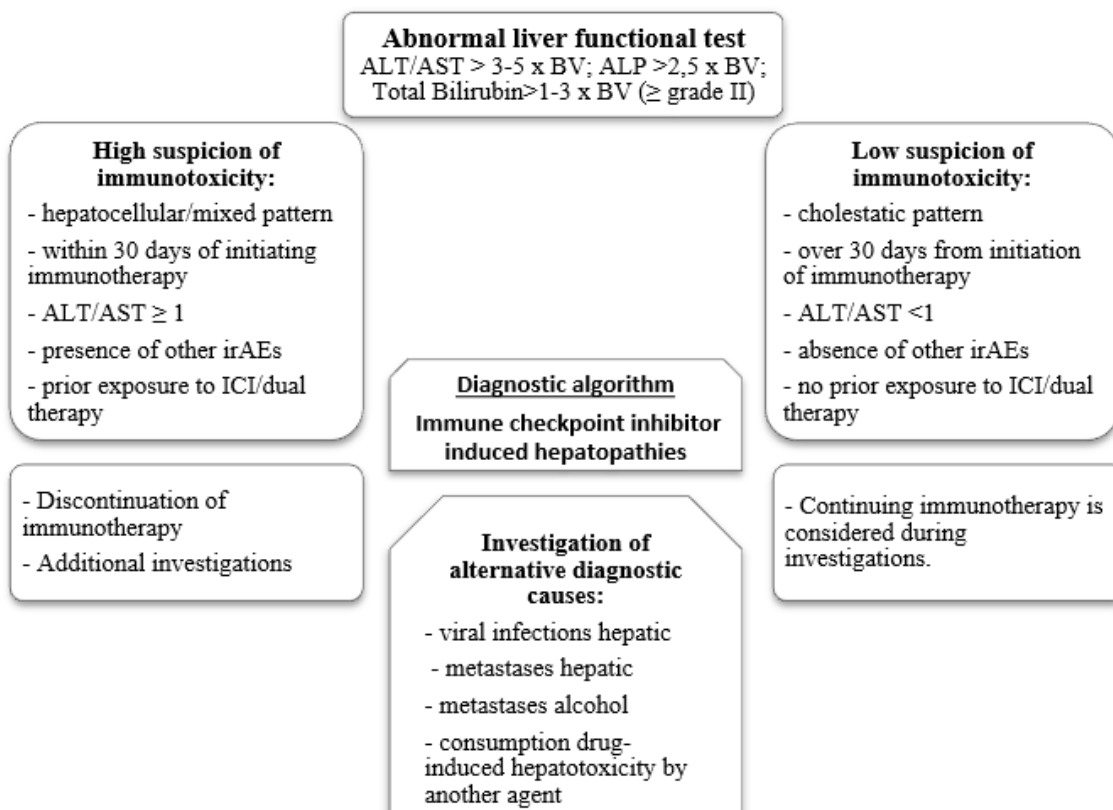 Abnormal liver functional test
ALT/AST > 3-5 x BV; ALP >2,5 x BV;
Total Bilirubin>1-3 x BV (≥ grade II)
High suspicion of
immunotoxicity:
- hepatocellular/mixed pattern
- within 30 days of initiating
immunotherapy
- ALT/AST ≥ 1
- presence of other irAEs
- prior exposure to ICI/dual
therapy
Low suspicion of
immunotoxicity:
- cholestatic pattern
- over 30 days from initiation
of immunotherapy
- ALT/AST <1
- absence of other irAEs
- no prior exposure to ICI/dual
therapy
Diagnostic algorithm
Immune checkpoint inhibitor
induced hepatopathies
- Discontinuation of
immunotherapy
- Additional investigations
- Continuing immunotherapy is
considered during
investigations.
Investigation of
alternative diagnostic
causes:
- viral infections hepatic
- metastases hepatic
- metastases alcohol
- consumption drug-
induced hepatotoxicity by
another agent